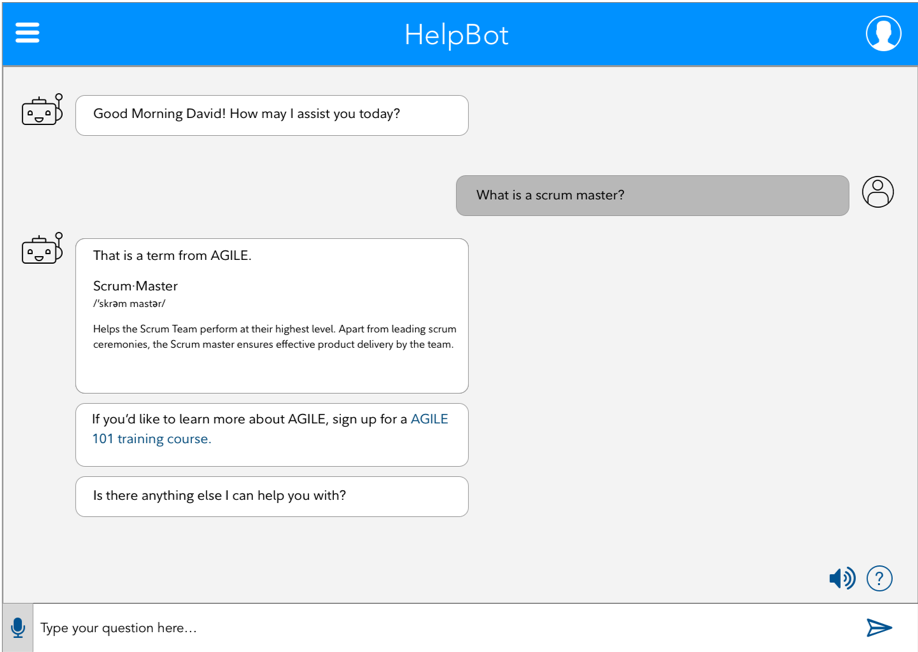 HelpBot
Good Morning David! How may I assist you today?
What is a scrum master?
That is a term from AGILE.
Scrum·Master
/'skrəm mastər/
Helps the Scrum Team perform at their highest level. Apart from leading scrum
ceremonies, the Scrum master ensures effective product delivery by the team.
If you'd like to learn more about AGILE, sign up for a AGILE
101 training course.
Is there anything else I can help you with?
?
Type your question here...